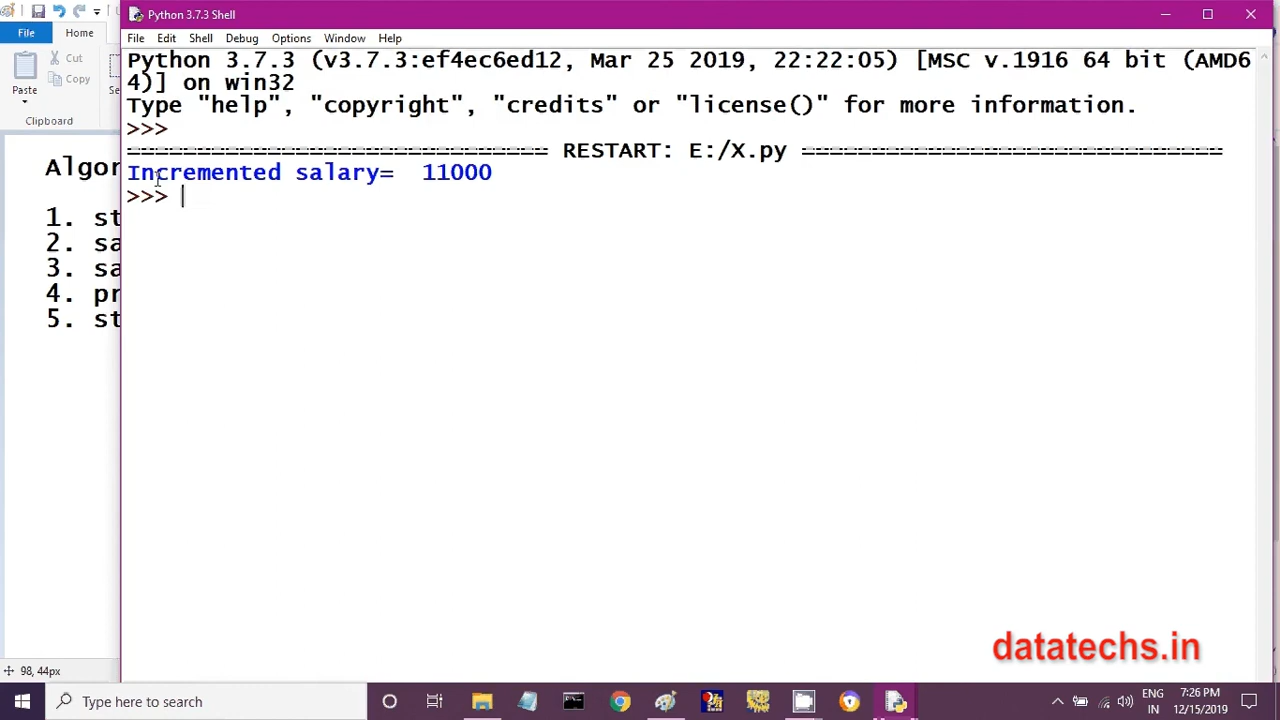 Python 3.7.3 Shell
File
Home
File Edit Shell Debug Options Window Help
Cut
Copy
Paste
Clipboard
Python 3.7.3 (v3.7.3:ef4ec6ed12, Mar 25 2019, 22:22:05) [MSC v.1916 64 bit (AMD6
4)] on win32
Type "help", "copyright", "credits" or "license()" for more information.
>>>
============================== RESTART: E:/X.py ==============================
Incremented salary=  11000
>>>
Algor
1. st
2. sa
3. sa
4. pr
5. st
datatechs.in
98, 44px
Type here to search
ENG
IN
7:26 PM
12/15/2019